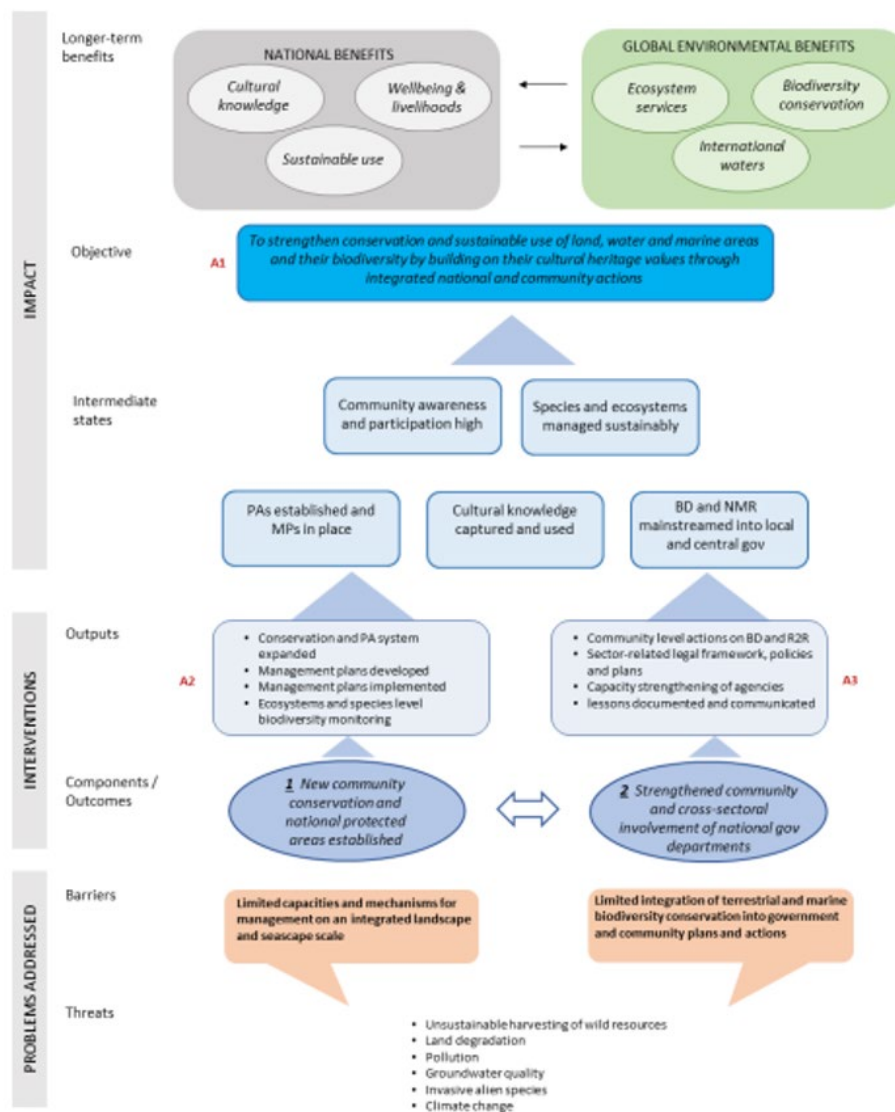 Longer-term
benefits
NATIONAL BENEFITS
Cultural
knowledge
Wellbeing &
livelihoods
Sustainable use
GLOBAL ENVIRONMENTAL BENEFITS
Ecosystem
services
Biodiversity
conservation
International
waters
IMPACT
Objective
A1
To strengthen conservation and sustainable use of land, water and marine areas
and their biodiversity by building on their cultural heritage values through
integrated national and community actions
Intermediate
states
Community awareness
and participation high
Species and ecosystems
managed sustainably
PAs established and
MPs in place
Cultural knowledge
captured and used
BD and NMR
mainstreamed into local
and central gov
INTERVENTIONS
Outputs
A2
• Conservation and PA system
expanded
• Management plans developed
• Management plans implemented
• Ecosystems and species level
biodiversity monitoring
• Community level actions on BD and R2R
• Sector-related legal framework, policies
and plans
• Capacity strengthening of agencies
• lessons documented and communicated
A3
Components /
Outcomes
1 New community
conservation and
national protected
areas established
2 Strengthened community
and cross-sectoral
involvement of national gov
departments
PROBLEMS ADDRESSED
Barriers
Limited capacities and mechanisms for
management on an integrated landscape
and seascape scale
Limited integration of terrestrial and marine
biodiversity conservation into government
and community plans and actions
Threats
• Unsustainable harvesting of wild resources
• Land degradation
• Pollution
• Groundwater quality
• Invasive alien species
• Climate change